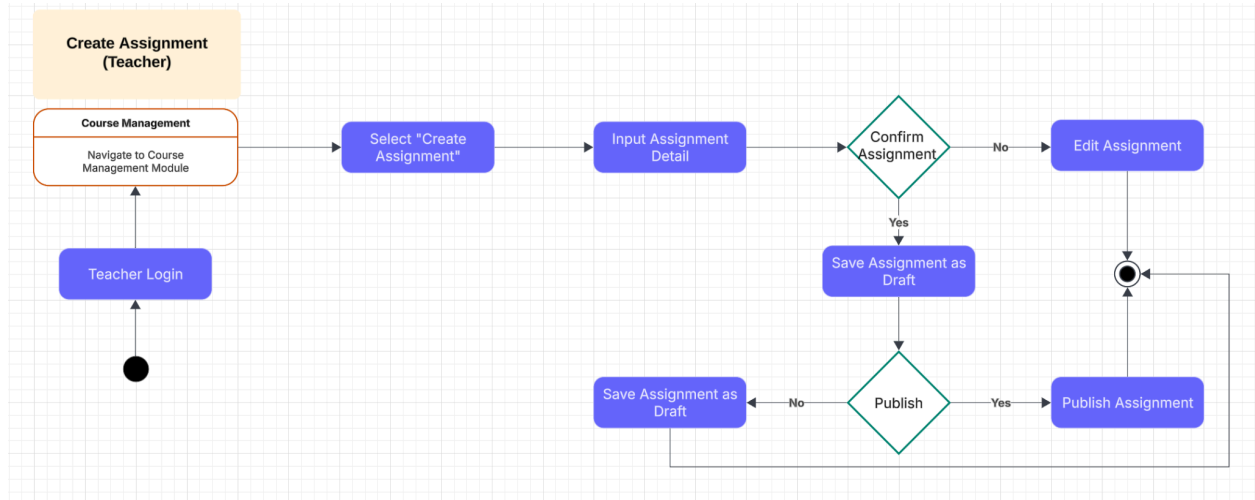 Create Assignment
(Teacher)
Course Management
Navigate to Course
Management Module
Teacher Login
Select "Create
Assignment"
Input Assignment
Detail
Confirm
Assignment
No
Edit Assignment
Yes
Save Assignment as
Draft
Publish
No
Save Assignment as
Draft
Yes
Publish Assignment